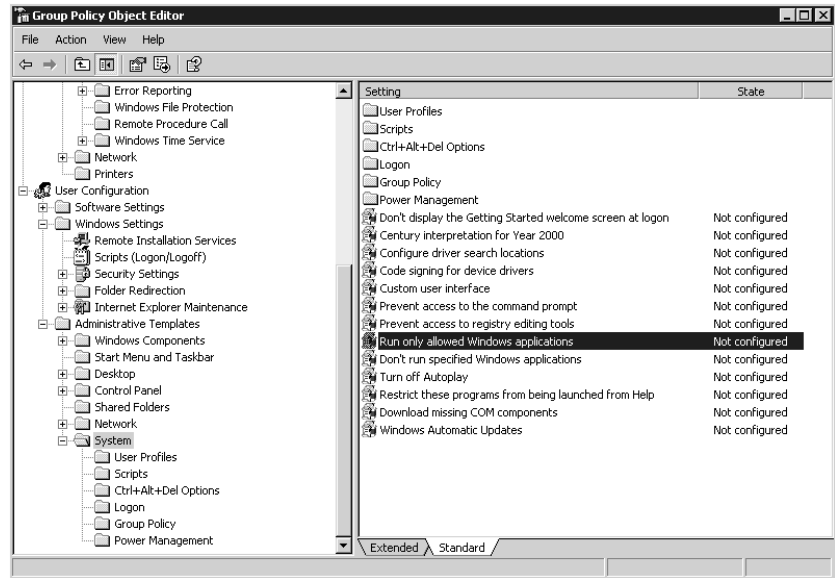 Group Policy Object Editor
File Action View Help
Error Reporting
Windows File Protection
Remote Procedure Call
Windows Time Service
Network
Printers
User Configuration
Software Settings
Windows Settings
Remote Installation Services
Scripts (Logon/Logoff)
Security Settings
Folder Redirection
Internet Explorer Maintenance
Administrative Templates
Windows Components
Start Menu and Taskbar
Desktop
Control Panel
Shared Folders
Network
System
User Profiles
Scripts
Ctrl+Alt+Del Options
Logon
Group Policy
Power Management
Setting State
User Profiles
Scripts
Ctrl+Alt+Del Options
Logon
Group Policy
Power Management
Don't display the Getting Started welcome screen at logon Not configured
Century interpretation for Year 2000 Not configured
Configure driver search locations Not configured
Code signing for device drivers Not configured
Custom user interface Not configured
Prevent access to the command prompt Not configured
Prevent access to registry editing tools Not configured
Run only allowed Windows applications Not configured
Don't run specified Windows applications Not configured
Turn off Autoplay Not configured
Restrict these programs from being launched from Help Not configured
Download missing COM components Not configured
Windows Automatic Updates Not configured
Extended Standard